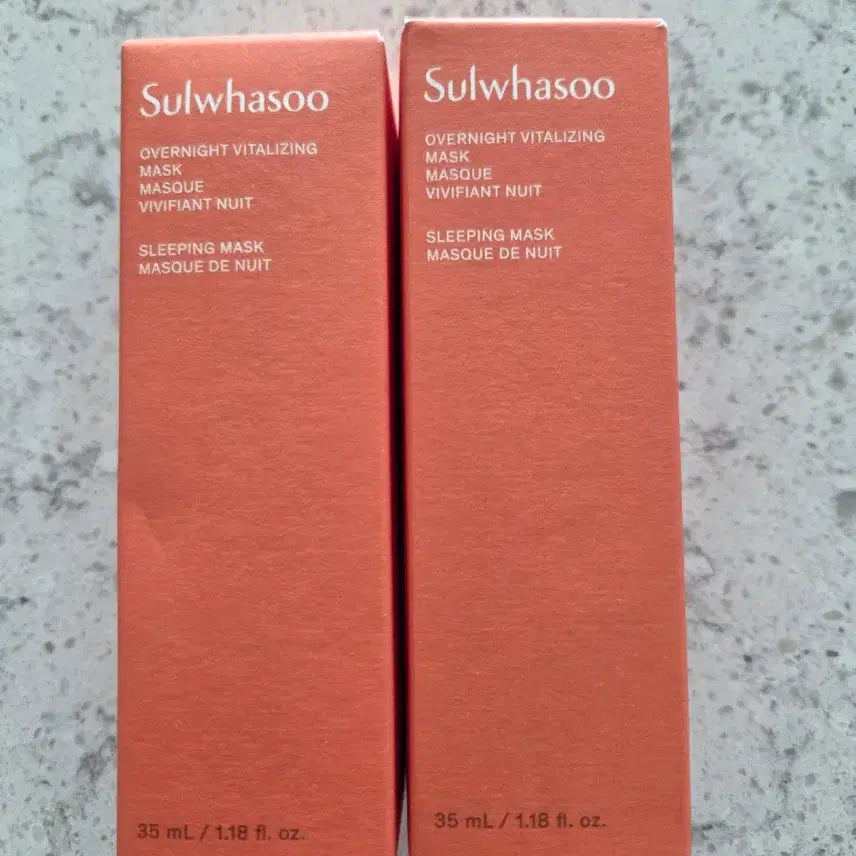 Sulwhasoo
OVERNIGHT VITALIZING
MASK
MASQUE
VIVIFIANT NUIT
SLEEPING MASK
MASQUE DE NUIT
35 mL / 1.18 fl. oz.
Sulwhasoo
OVERNIGHT VITALIZING
MASK
MASQUE
VIVIFIANT NUIT
SLEEPING MASK
MASQUE DE NUIT
35 mL / 1.18 fl. oz.